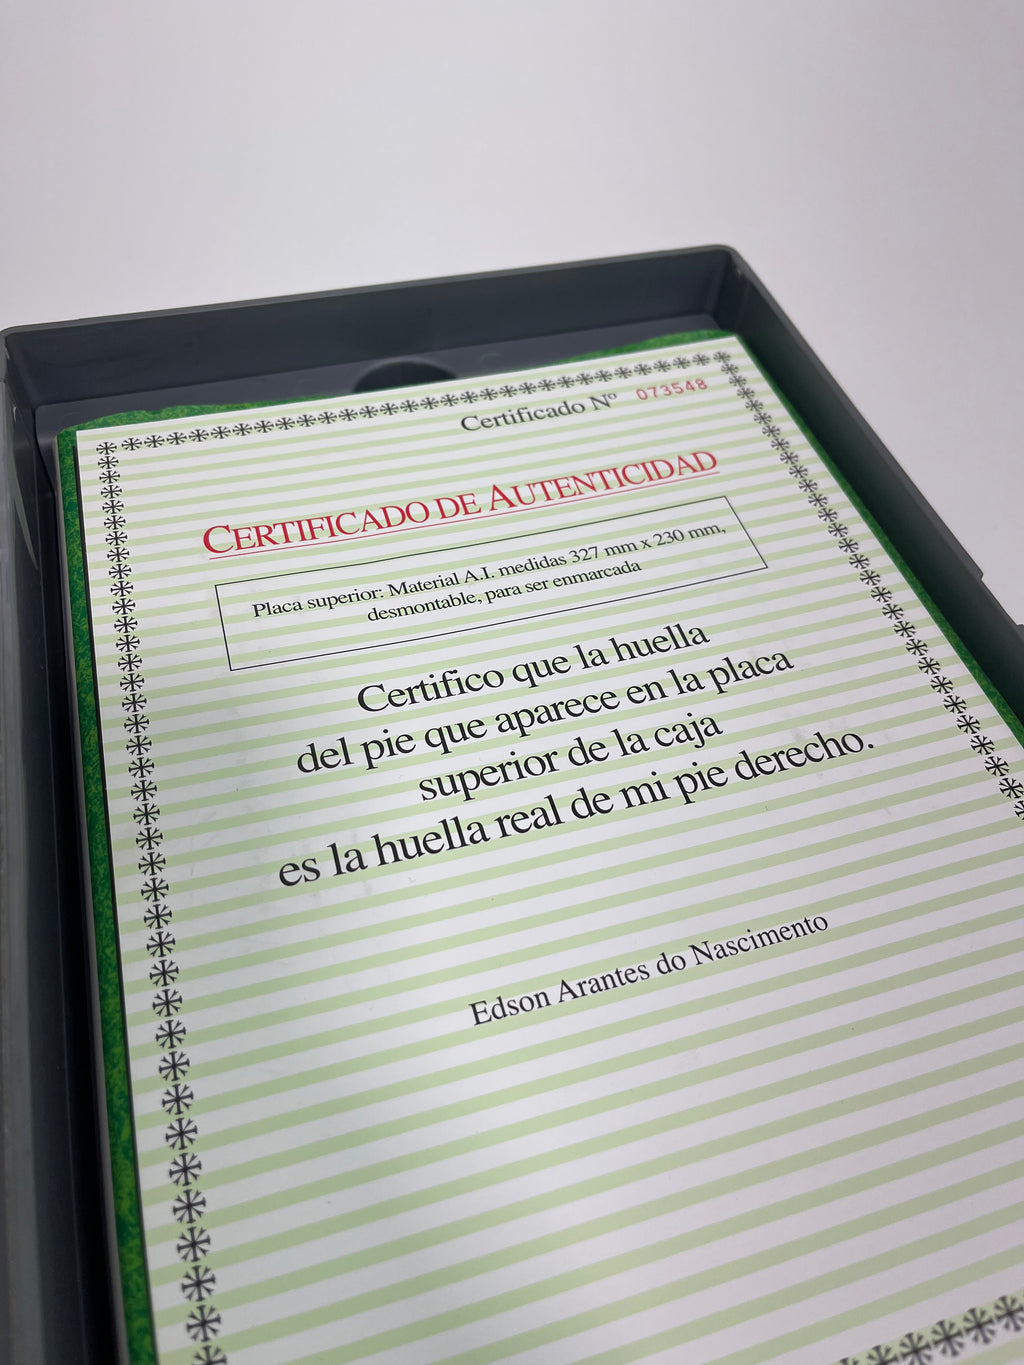 Certificado Nº 073548
CERTIFICADO DE AUTENTICIDAD
Placa superior: Material A.I. medidas 327 mm x 230 mm,
desmontable, para ser enmarcada
Certifico que la huella
del pie que aparece en la placa
superior de la caja
es la huella real de mi pie derecho.
Edson Arantes do Nascimento